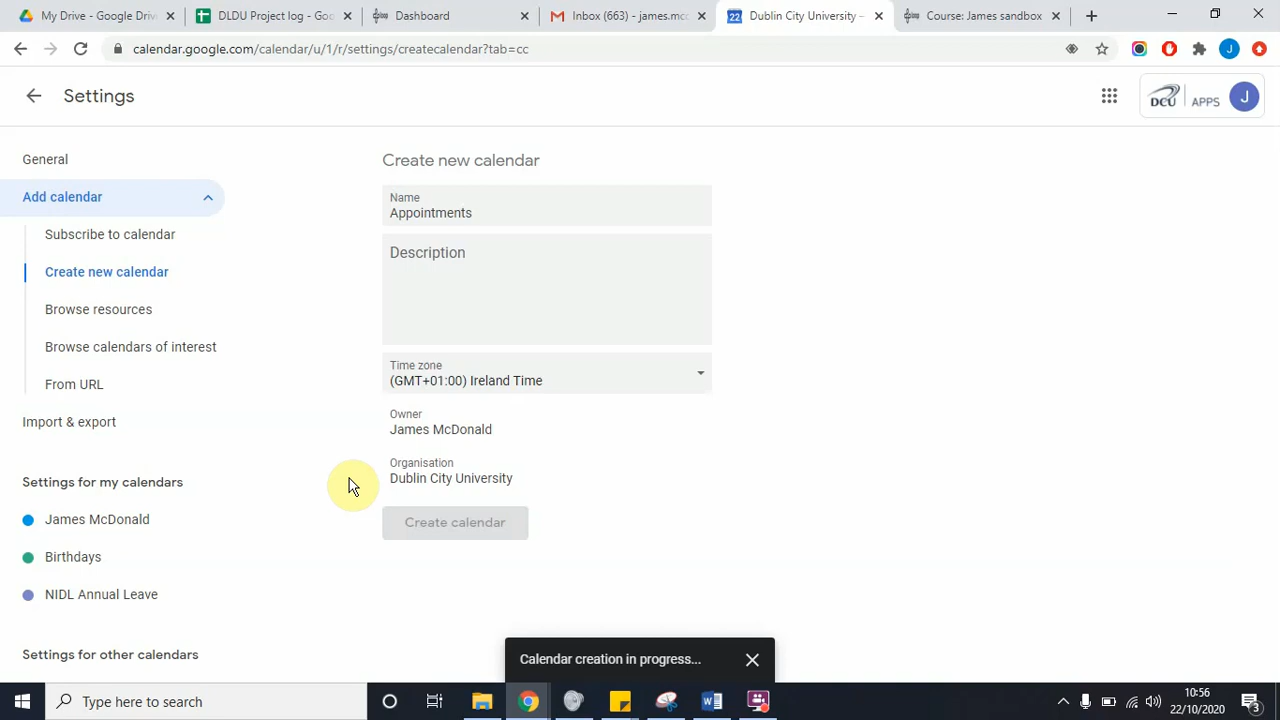 My Drive - Google Driv
DLDU Project log - Goo
Dashboard
Inbox (663) - james.mcc
22
Dublin City University –
Course: James sandbox
calendar.google.com/calendar/u/1/r/settings/createcalendar?tab=cc
J
Settings
DCU
APPS
J
General
Add calendar
Subscribe to calendar
Create new calendar
Browse resources
Browse calendars of interest
From URL
Import & export
Settings for my calendars
James McDonald
Birthdays
NIDL Annual Leave
Settings for other calendars
Create new calendar
Name
Appointments
Description
Time zone
(GMT+01:00) Ireland Time
Owner
James McDonald
Organisation
Dublin City University
Create calendar
Calendar creation in progress...
Type here to search
10:56
22/10/2020
3